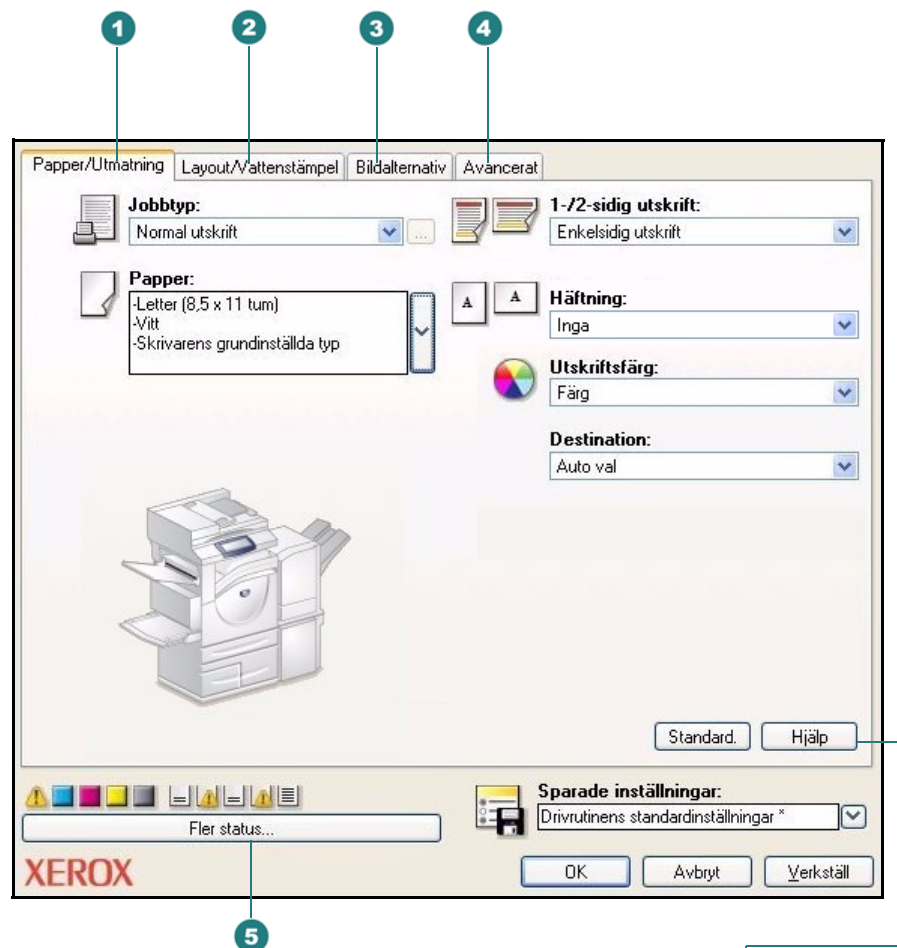 1 2 3 4
Papper/Utmatning Layout/Vattenstämpel Bildalternativ Avancerat
Jobbtyp:
Normal utskrift
...
Papper:
-Letter (8,5 x 11 tum)
-Vitt
-Skrivarens grundinställda typ
1-/2-sidig utskrift:
Enkelsidig utskrift
A A
Häftning:
Inga
Utskriftsfärg:
Färg
Destination:
Auto val
Standard. Hjälp
Fler status...
Sparade inställningar:
Drivrutinens standardinställningar *
XEROX
OK Avbryt Verkställ
5